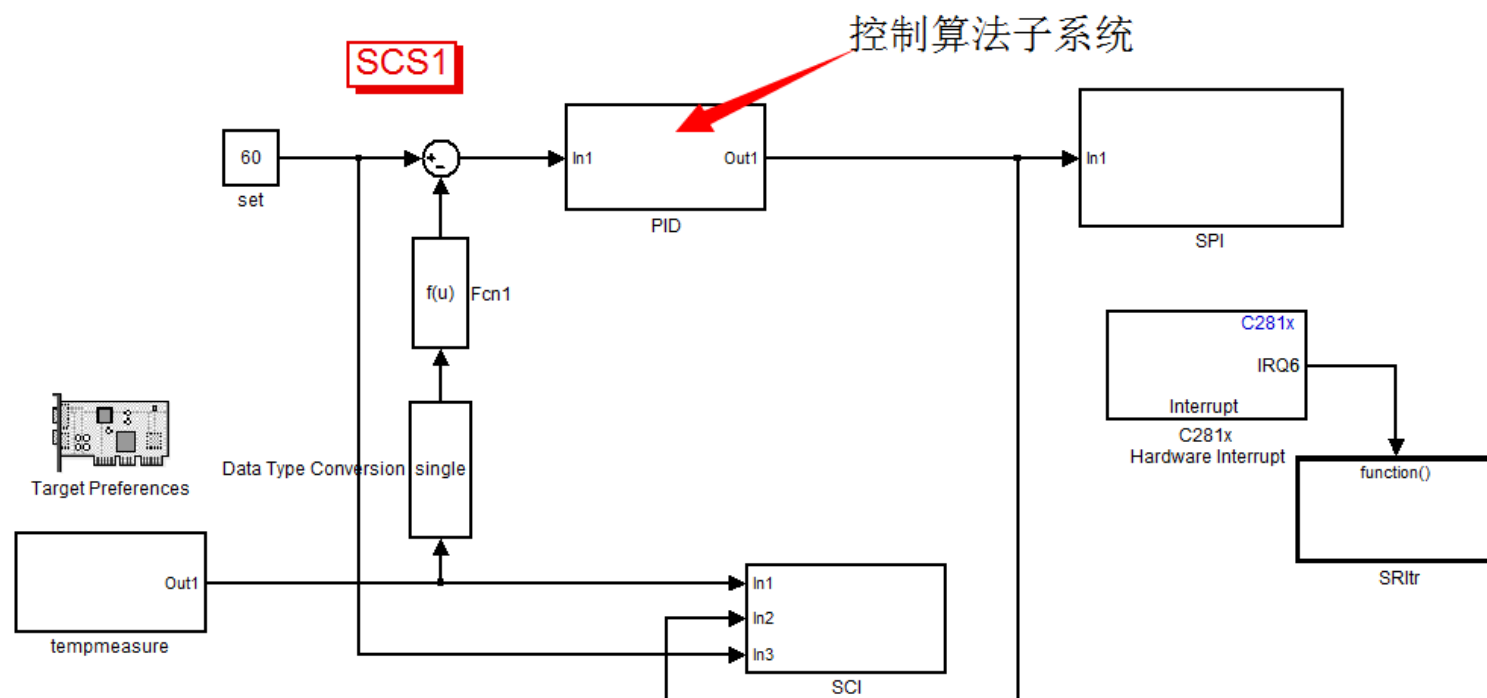 控制算法子系统
SCS1
60
set
+
-
In1
Out1
PID
In1
SPI
f(u)
Fcn1
C281x
IRQ6
Interrupt
C281x
Hardware Interrupt
Target Preferences
Data Type Conversion
single
function()
SRItr
Out1
tempmeasure
In1
In2
In3
SCI